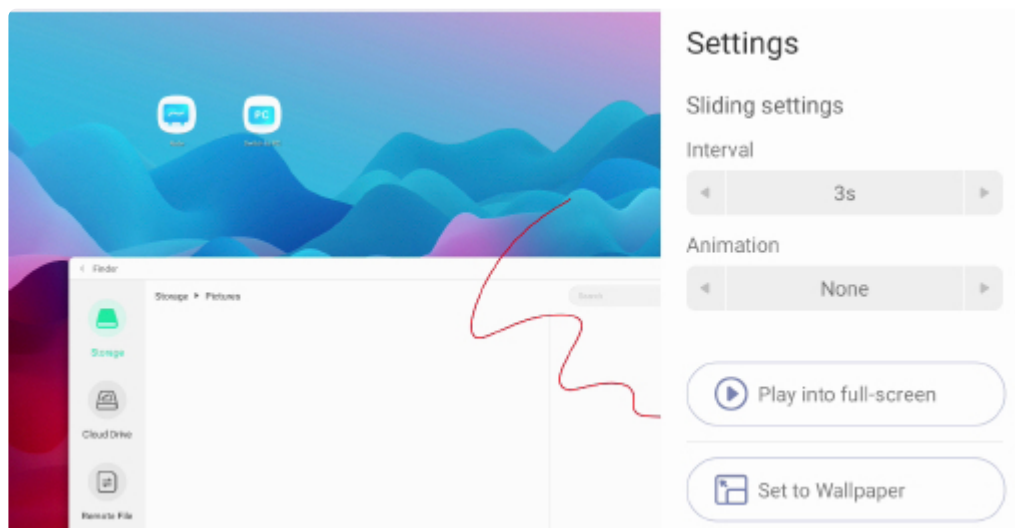 PC
Finder
Storage Pictures
Search
Storage
Cloud Drive
Remote File
Settings
Sliding settings
Interval
3s
Animation
None
Play into full-screen
Set to Wallpaper